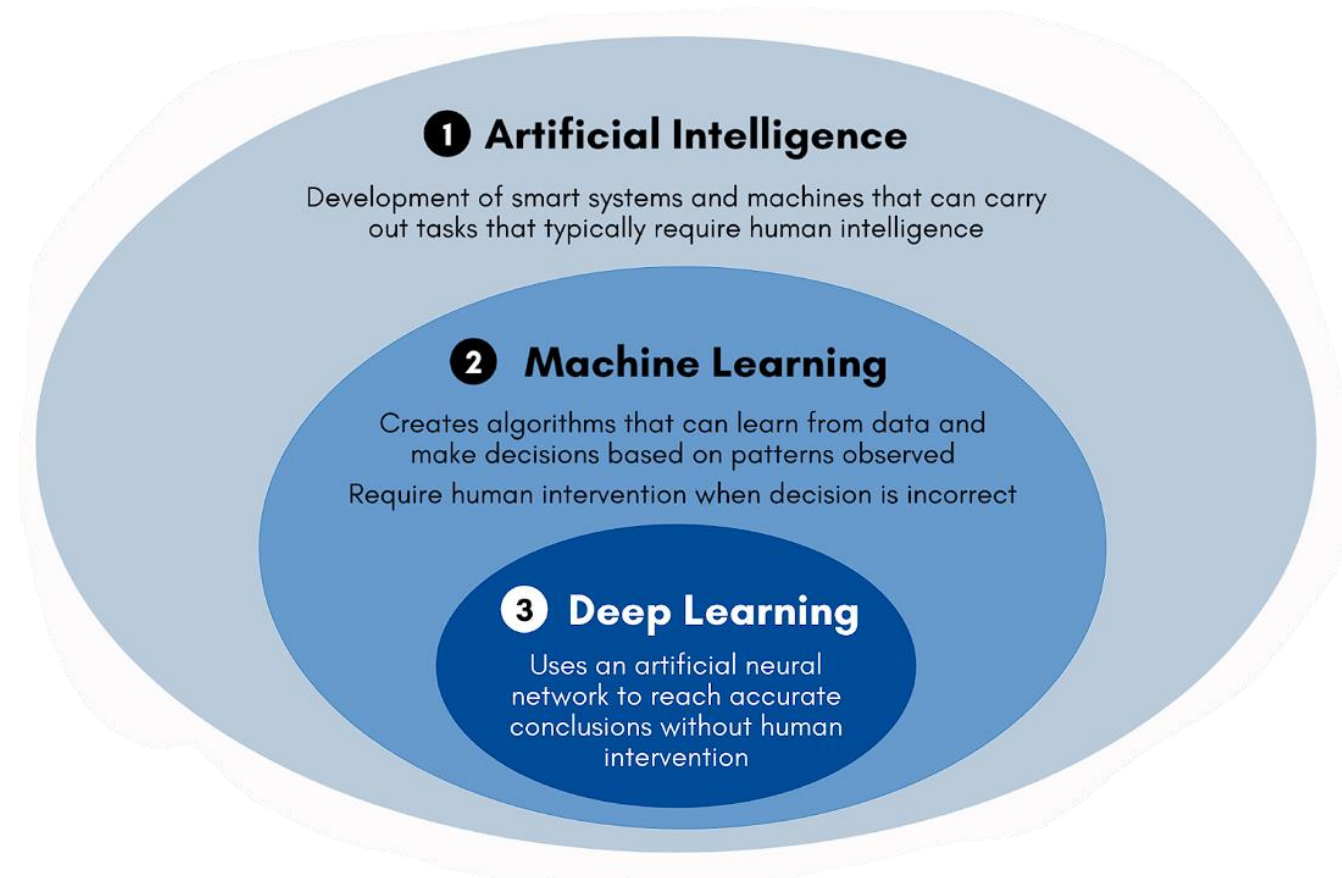 1 Artificial Intelligence
Development of smart systems and machines that can carry
out tasks that typically require human intelligence
2 Machine Learning
Creates algorithms that can learn from data and
make decisions based on patterns observed
Require human intervention when decision is incorrect
3 Deep Learning
Uses an artificial neural
network to reach accurate
conclusions without human
intervention